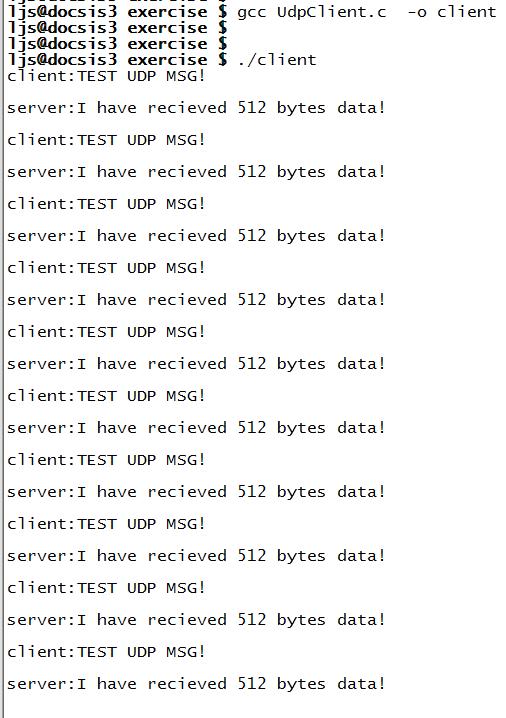 ljs@docsis3 exercise $ gcc UdpClient.c  -o client
ljs@docsis3 exercise $
ljs@docsis3 exercise $
ljs@docsis3 exercise $ ./client
client:TEST UDP MSG!
server:I have recieved 512 bytes data!
client:TEST UDP MSG!
server:I have recieved 512 bytes data!
client:TEST UDP MSG!
server:I have recieved 512 bytes data!
client:TEST UDP MSG!
server:I have recieved 512 bytes data!
client:TEST UDP MSG!
server:I have recieved 512 bytes data!
client:TEST UDP MSG!
server:I have recieved 512 bytes data!
client:TEST UDP MSG!
server:I have recieved 512 bytes data!
client:TEST UDP MSG!
server:I have recieved 512 bytes data!
client:TEST UDP MSG!
server:I have recieved 512 bytes data!
client:TEST UDP MSG!
server:I have recieved 512 bytes data!